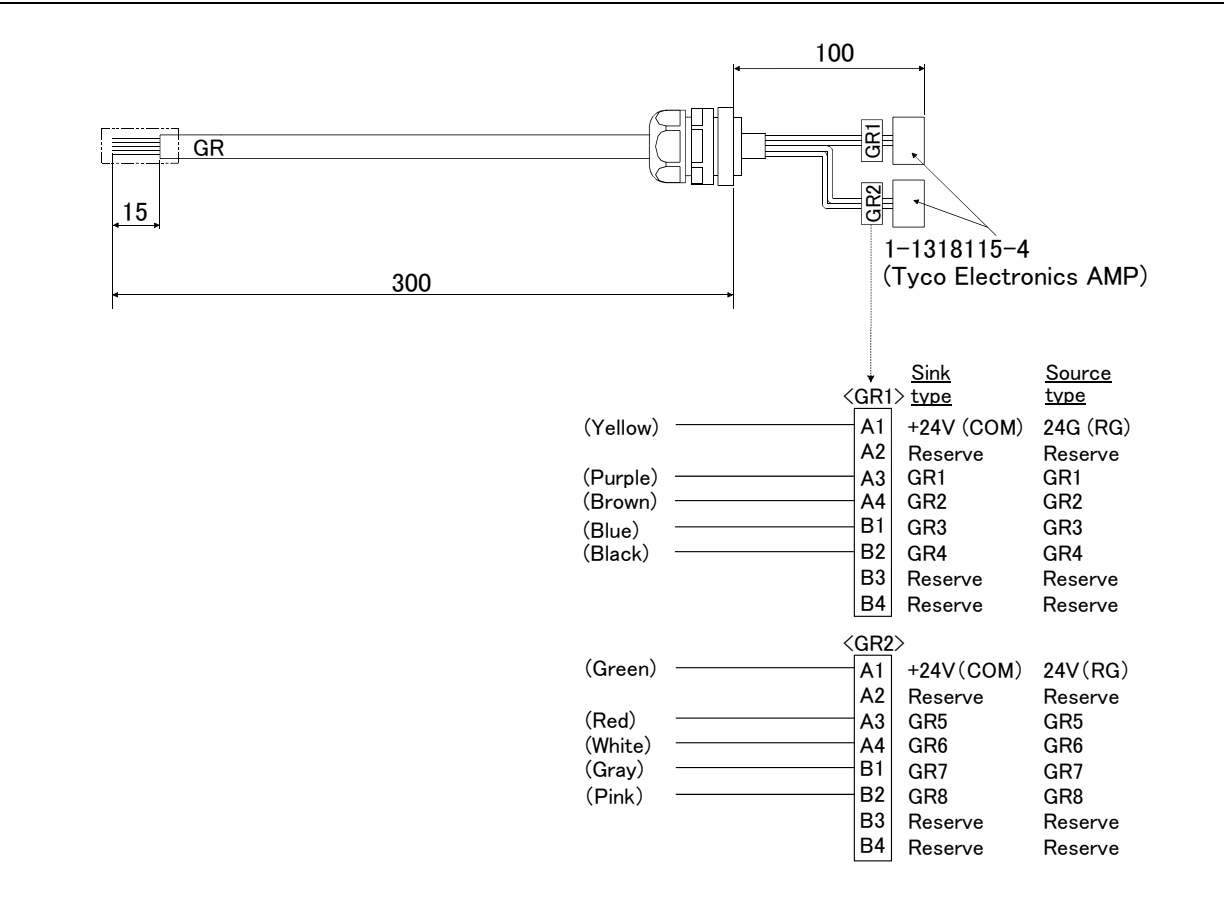 100
GR
GR1
GR2
15
1-1318115-4
(Tyco Electronics AMP)
300
Sink type
Source type
<GR1>
(Yellow) A1 +24V (COM) 24G (RG)
A2 Reserve Reserve
(Purple) A3 GR1 GR1
(Brown) A4 GR2 GR2
(Blue) B1 GR3 GR3
(Black) B2 GR4 GR4
B3 Reserve Reserve
B4 Reserve Reserve
<GR2>
(Green) A1 +24V(COM) 24V(RG)
A2 Reserve Reserve
(Red) A3 GR5 GR5
(White) A4 GR6 GR6
(Gray) B1 GR7 GR7
(Pink) B2 GR8 GR8
B3 Reserve Reserve
B4 Reserve Reserve